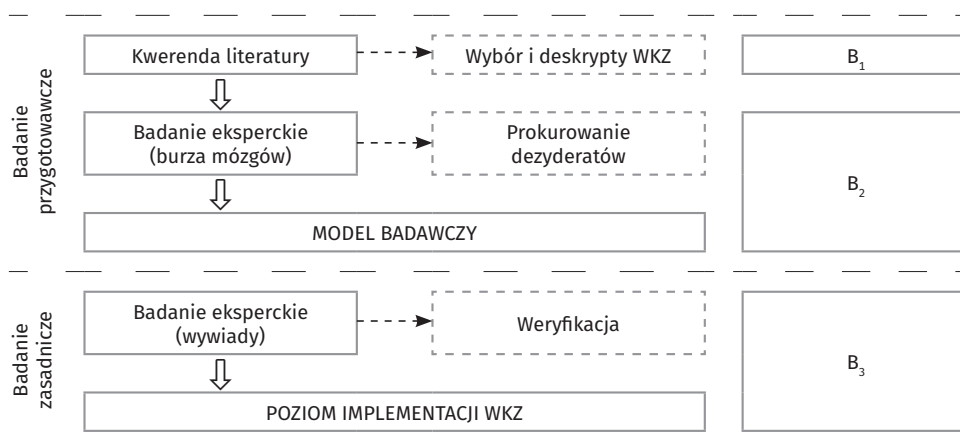 Badanie
przygotowawcze
Kwerenda literatury
Wybór i deskrypty WKZ
B₁
Badanie eksperckie
(burza mózgów)
Prokurowanie
dezyderatów
B₂
MODEL BADAWCZY
Badanie
zasadnicze
Badanie eksperckie
(wywiady)
Weryfikacja
B₃
POZIOM IMPLEMENTACJI WKZ